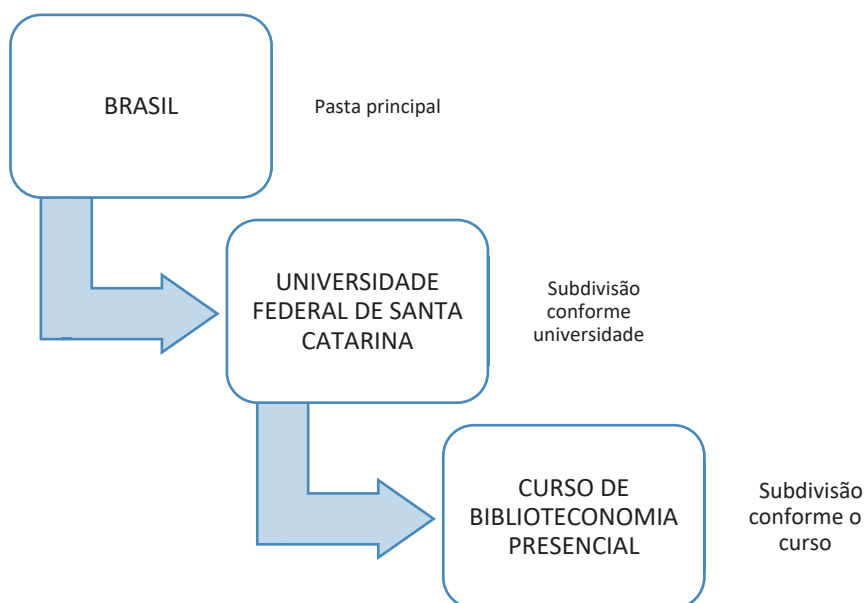 BRASIL
Pasta principal
UNIVERSIDADE
FEDERAL DE SANTA
CATARINA
Subdivisão
conforme
universidade
CURSO DE
BIBLIOTECONOMIA
PRESENCIAL
Subdivisão
conforme o
curso